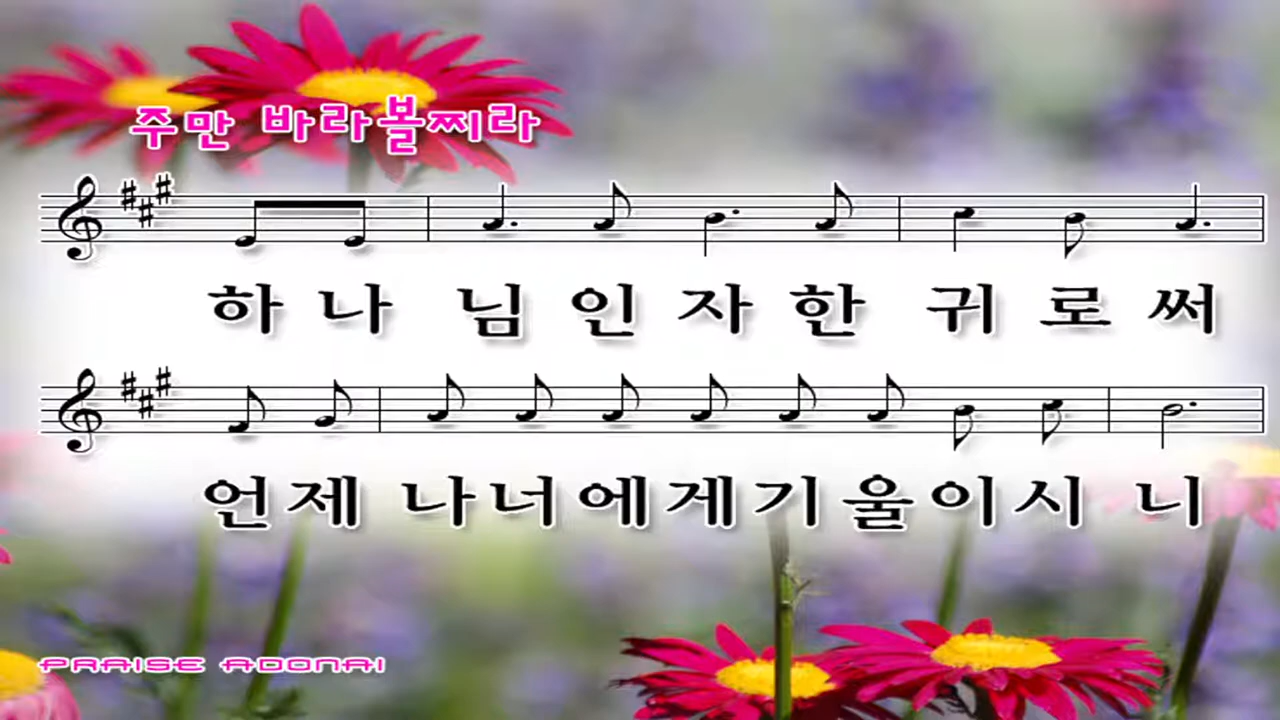 주만 바라볼찌라
하 나 님 인 자 한 귀 로 써
언 제 나 너 에 게 기 울 이 시 니
PRAISE ADONAI